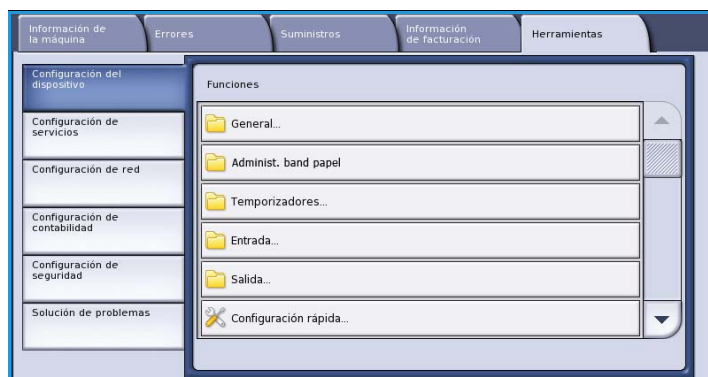 Información de
la máquina
Errores
Suministros
Información
de facturación
Herramientas
Configuración del
dispositivo
Configuración de
servicios
Configuración de red
Configuración de
contabilidad
Configuración de
seguridad
Solución de problemas
Funciones
General...
Administ. band papel
Temporizadores...
Entrada...
Salida...
Configuración rápida...